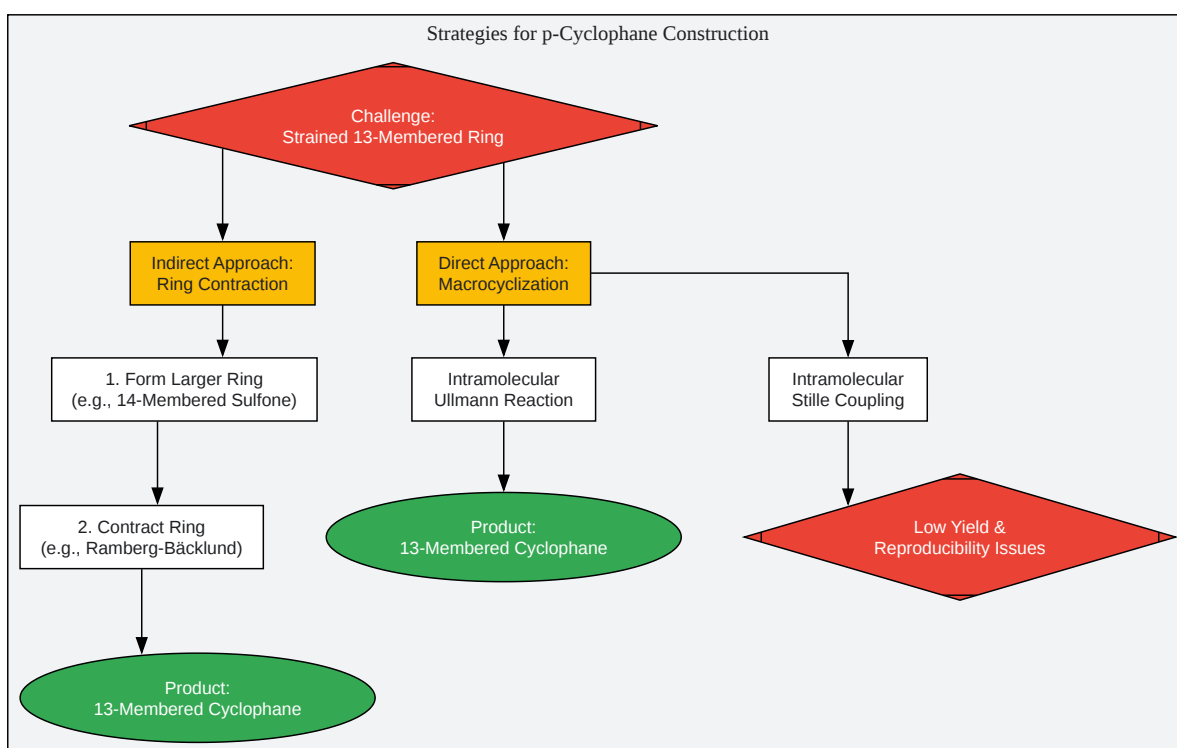 Strategies for p-Cyclophane Construction
Challenge:
Strained 13-Membered Ring
Indirect Approach:
Ring Contraction
Direct Approach:
Macrocyclization
1. Form Larger Ring
(e.g., 14-Membered Sulfone)
Intramolecular
Ullmann Reaction
Intramolecular
Stille Coupling
2. Contract Ring
(e.g., Ramberg-Bäcklund)
Product:
13-Membered Cyclophane
Low Yield &
Reproducibility Issues
Product:
13-Membered Cyclophane